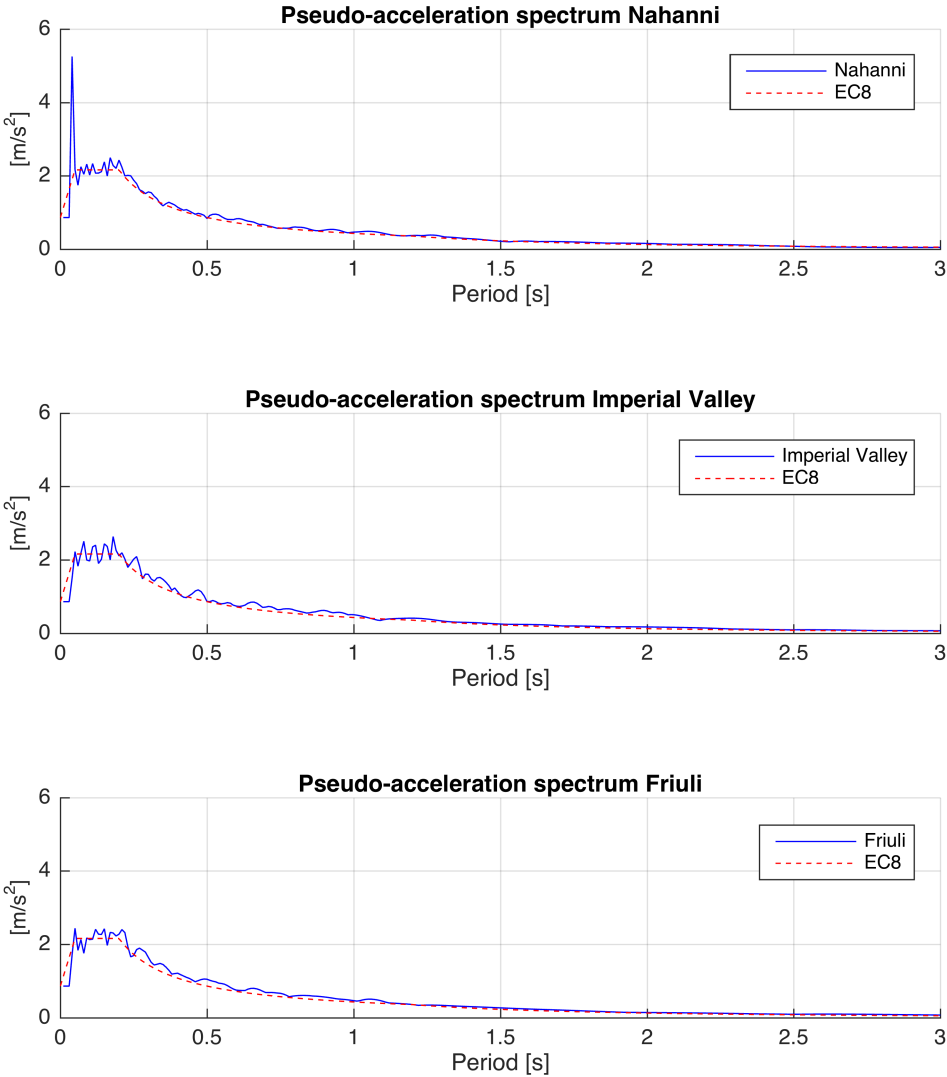 Pseudo-acceleration spectrum Nahanni
6
4
2
0
[m/s²]
Nahanni
EC8
0 0.5 1 1.5 2 2.5 3
Period [s]
Pseudo-acceleration spectrum Imperial Valley
6
4
2
0
[m/s²]
Imperial Valley
EC8
0 0.5 1 1.5 2 2.5 3
Period [s]
Pseudo-acceleration spectrum Friuli
6
4
2
0
[m/s²]
Friuli
EC8
0 0.5 1 1.5 2 2.5 3
Period [s]